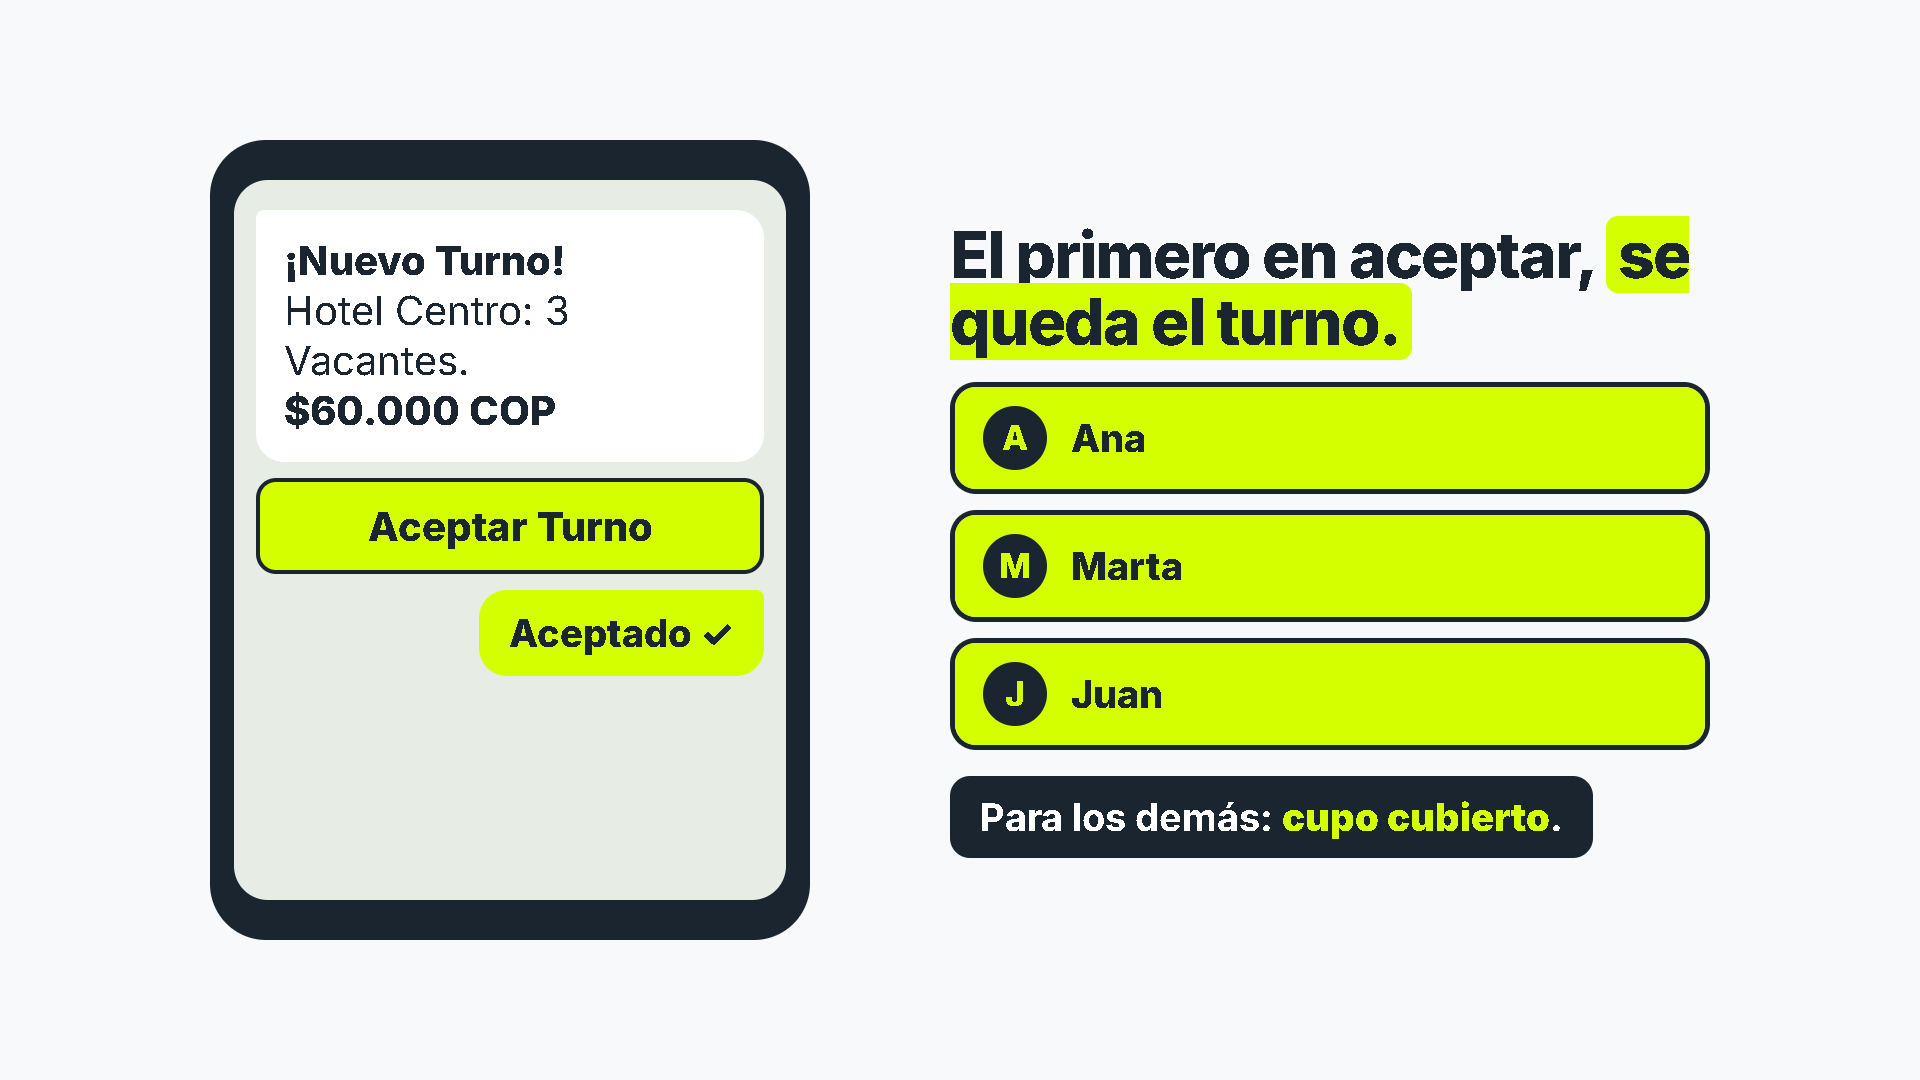 ¡Nuevo Turno!
Hotel Centro: 3
Vacantes.
$60.000 COP
Aceptar Turno
Aceptado ✓
El primero en aceptar, se
queda el turno.
A Ana
M Marta
J Juan
Para los demás: cupo cubierto.